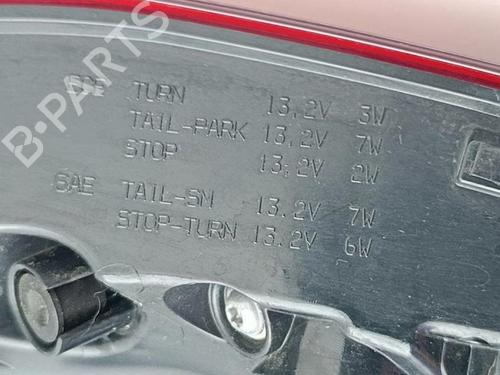 B-PARTS
ECE TURN 13.2V 3W
TAIL-PARK 13.2V 7W
STOP 13.2V 2W
SAE TAIL-SM 13.2V 7W
STOP-TURN 13.2V 6W